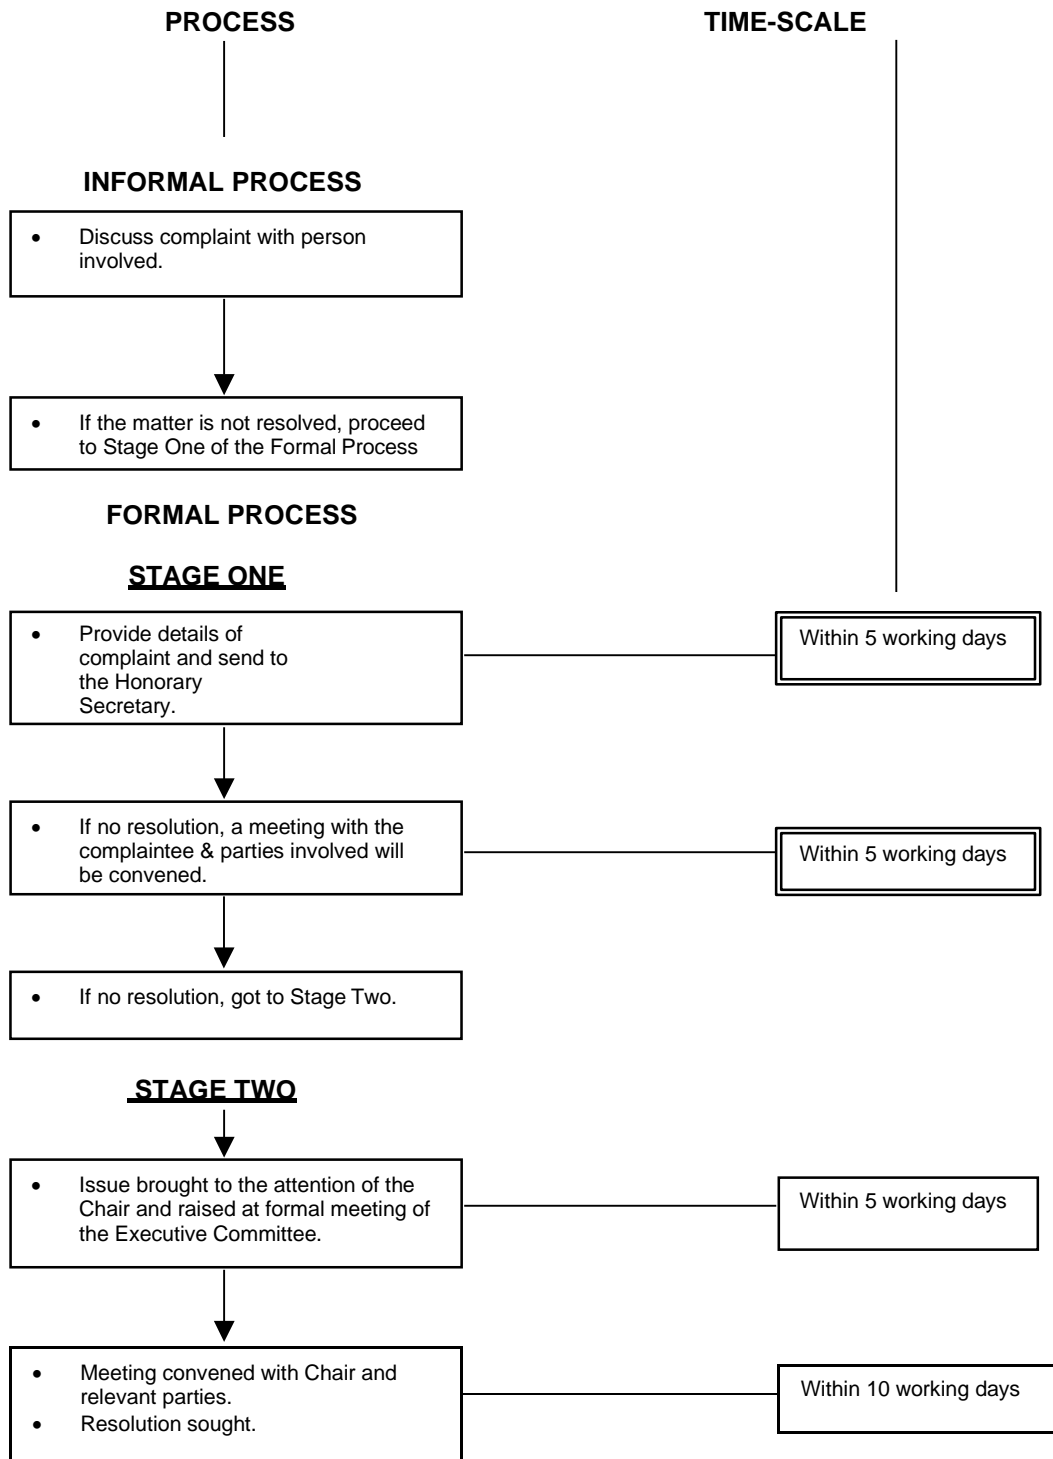 PROCESS
TIME-SCALE
INFORMAL PROCESS
• Discuss complaint with person
involved.
• If the matter is not resolved, proceed
to Stage One of the Formal Process
FORMAL PROCESS
STAGE ONE
• Provide details of
complaint and send to
the Honorary
Secretary.
Within 5 working days
• If no resolution, a meeting with the
complaintee & parties involved will
be convened.
Within 5 working days
• If no resolution, got to Stage Two.
STAGE TWO
• Issue brought to the attention of the
Chair and raised at formal meeting of
the Executive Committee.
Within 5 working days
• Meeting convened with Chair and
relevant parties.
• Resolution sought.
Within 10 working days